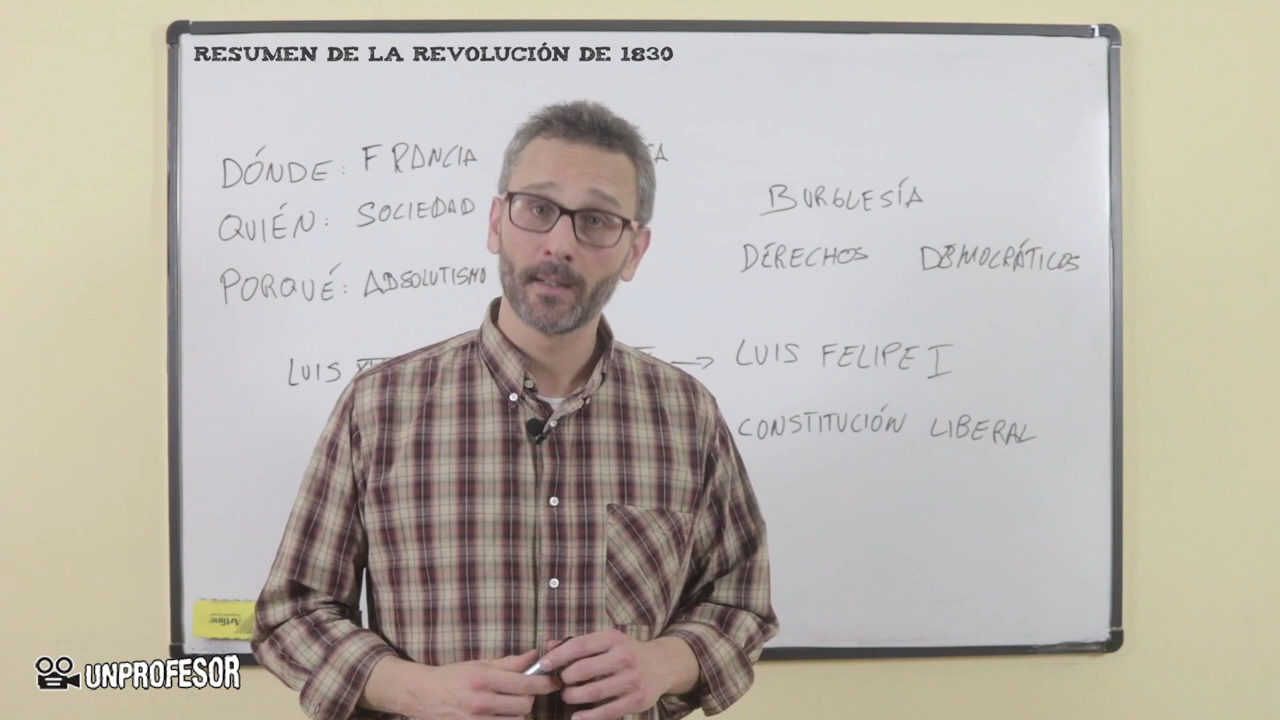 RESUMEN DE LA REVOLUCIÓN DE 1830
DÓNDE: FRANCIA
QUIÉN: SOCIEDAD
PORQUÉ: ABSOLUTISMO
LUIS
BURGUESÍA
DERECHOS DEMOCRÁTICOS
→ LUIS FELIPE I
CONSTITUCIÓN LIBERAL
Artline
UNPROFESOR